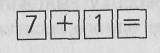 7 + 1 =